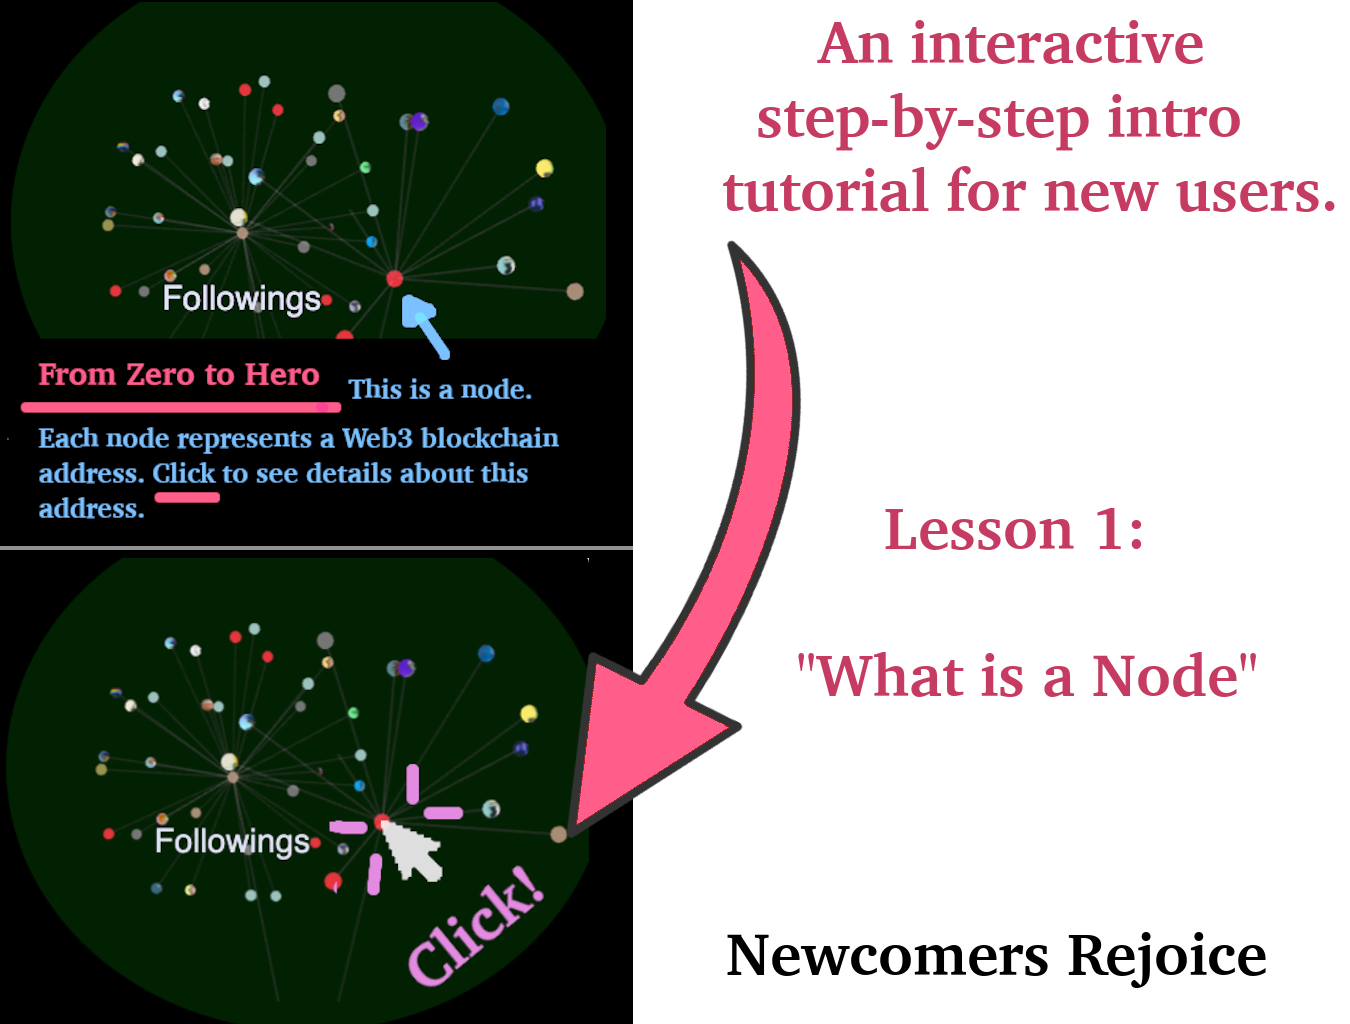 An interactive
step-by-step intro
tutorial for new users.
Followings
From Zero to Hero
This is a node.
Each node represents a Web3 blockchain
address. Click to see details about this
address.
Lesson 1:
"What is a Node"
Followings
Click!
Newcomers Rejoice